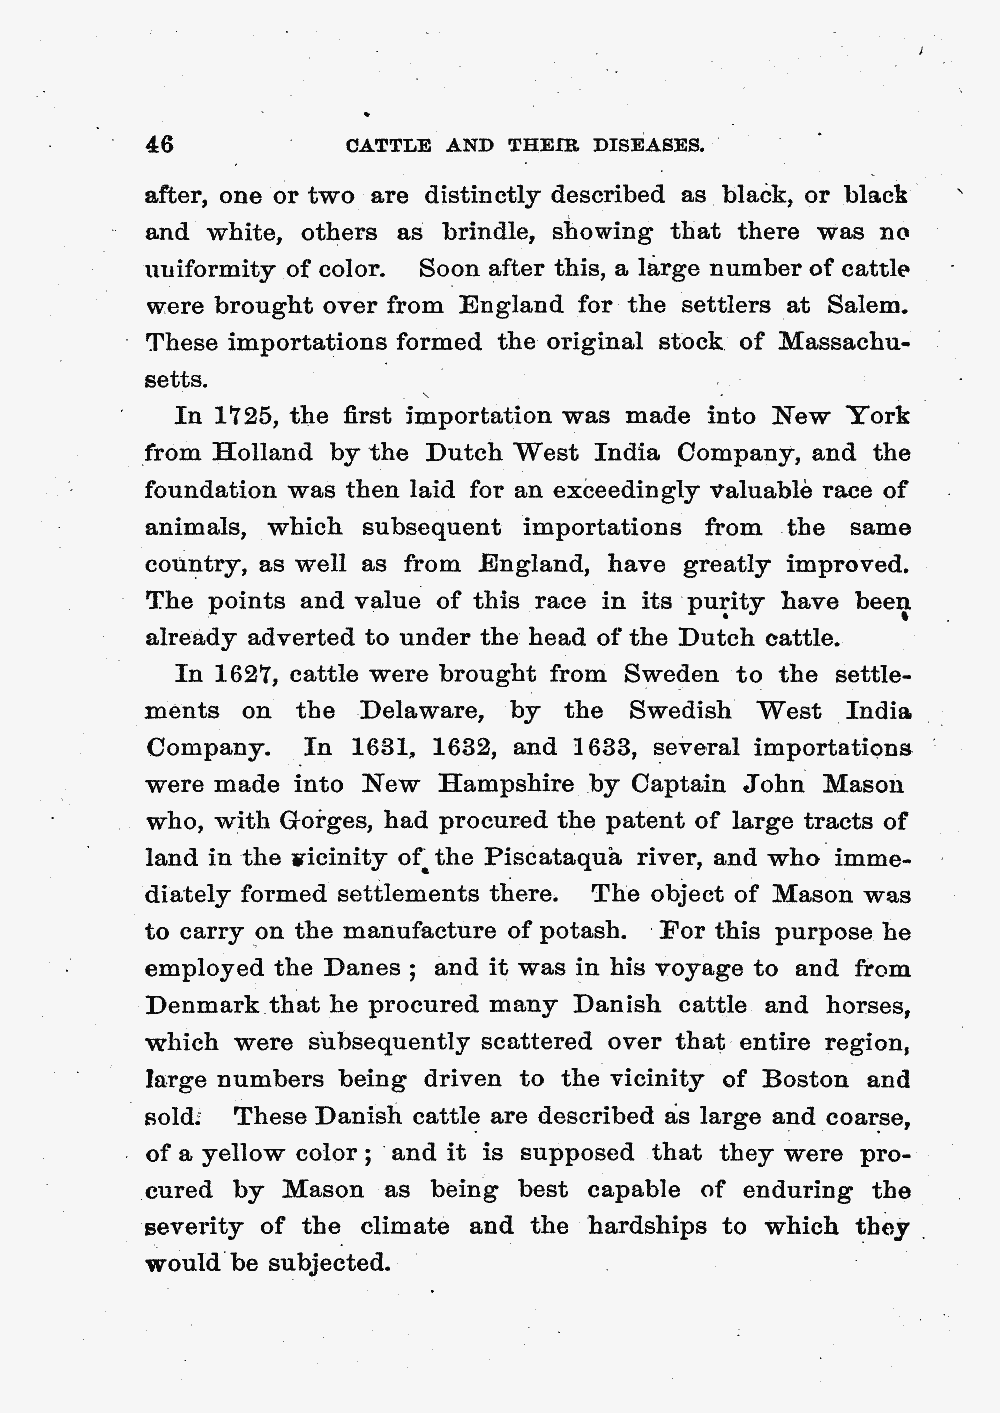 46 CATTLE AND THEIR DISEASES.
after, one or two are distinctly described as black, or black
and white, others as brindle, showing that there was no
uniformity of color. Soon after this, a large number of cattle
were brought over from England for the settlers at Salem.
These importations formed the original stock of Massachu-
setts.
In 1725, the first importation was made into New York
from Holland by the Dutch West India Company, and the
foundation was then laid for an exceedingly valuable race of
animals, which subsequent importations from the same
country, as well as from England, have greatly improved.
The points and value of this race in its purity have been
already adverted to under the head of the Dutch cattle.
In 1627, cattle were brought from Sweden to the settle-
ments on the Delaware, by the Swedish West India
Company. In 1631, 1632, and 1633, several importations
were made into New Hampshire by Captain John Mason
who, with Gorges, had procured the patent of large tracts of
land in the vicinity of the Piscataqua river, and who imme-
diately formed settlements there. The object of Mason was
to carry on the manufacture of potash. For this purpose he
employed the Danes ; and it was in his voyage to and from
Denmark that he procured many Danish cattle and horses,
which were subsequently scattered over that entire region,
large numbers being driven to the vicinity of Boston and
sold. These Danish cattle are described as large and coarse,
of a yellow color ; and it is supposed that they were pro-
cured by Mason as being best capable of enduring the
severity of the climate and the hardships to which they
would be subjected.